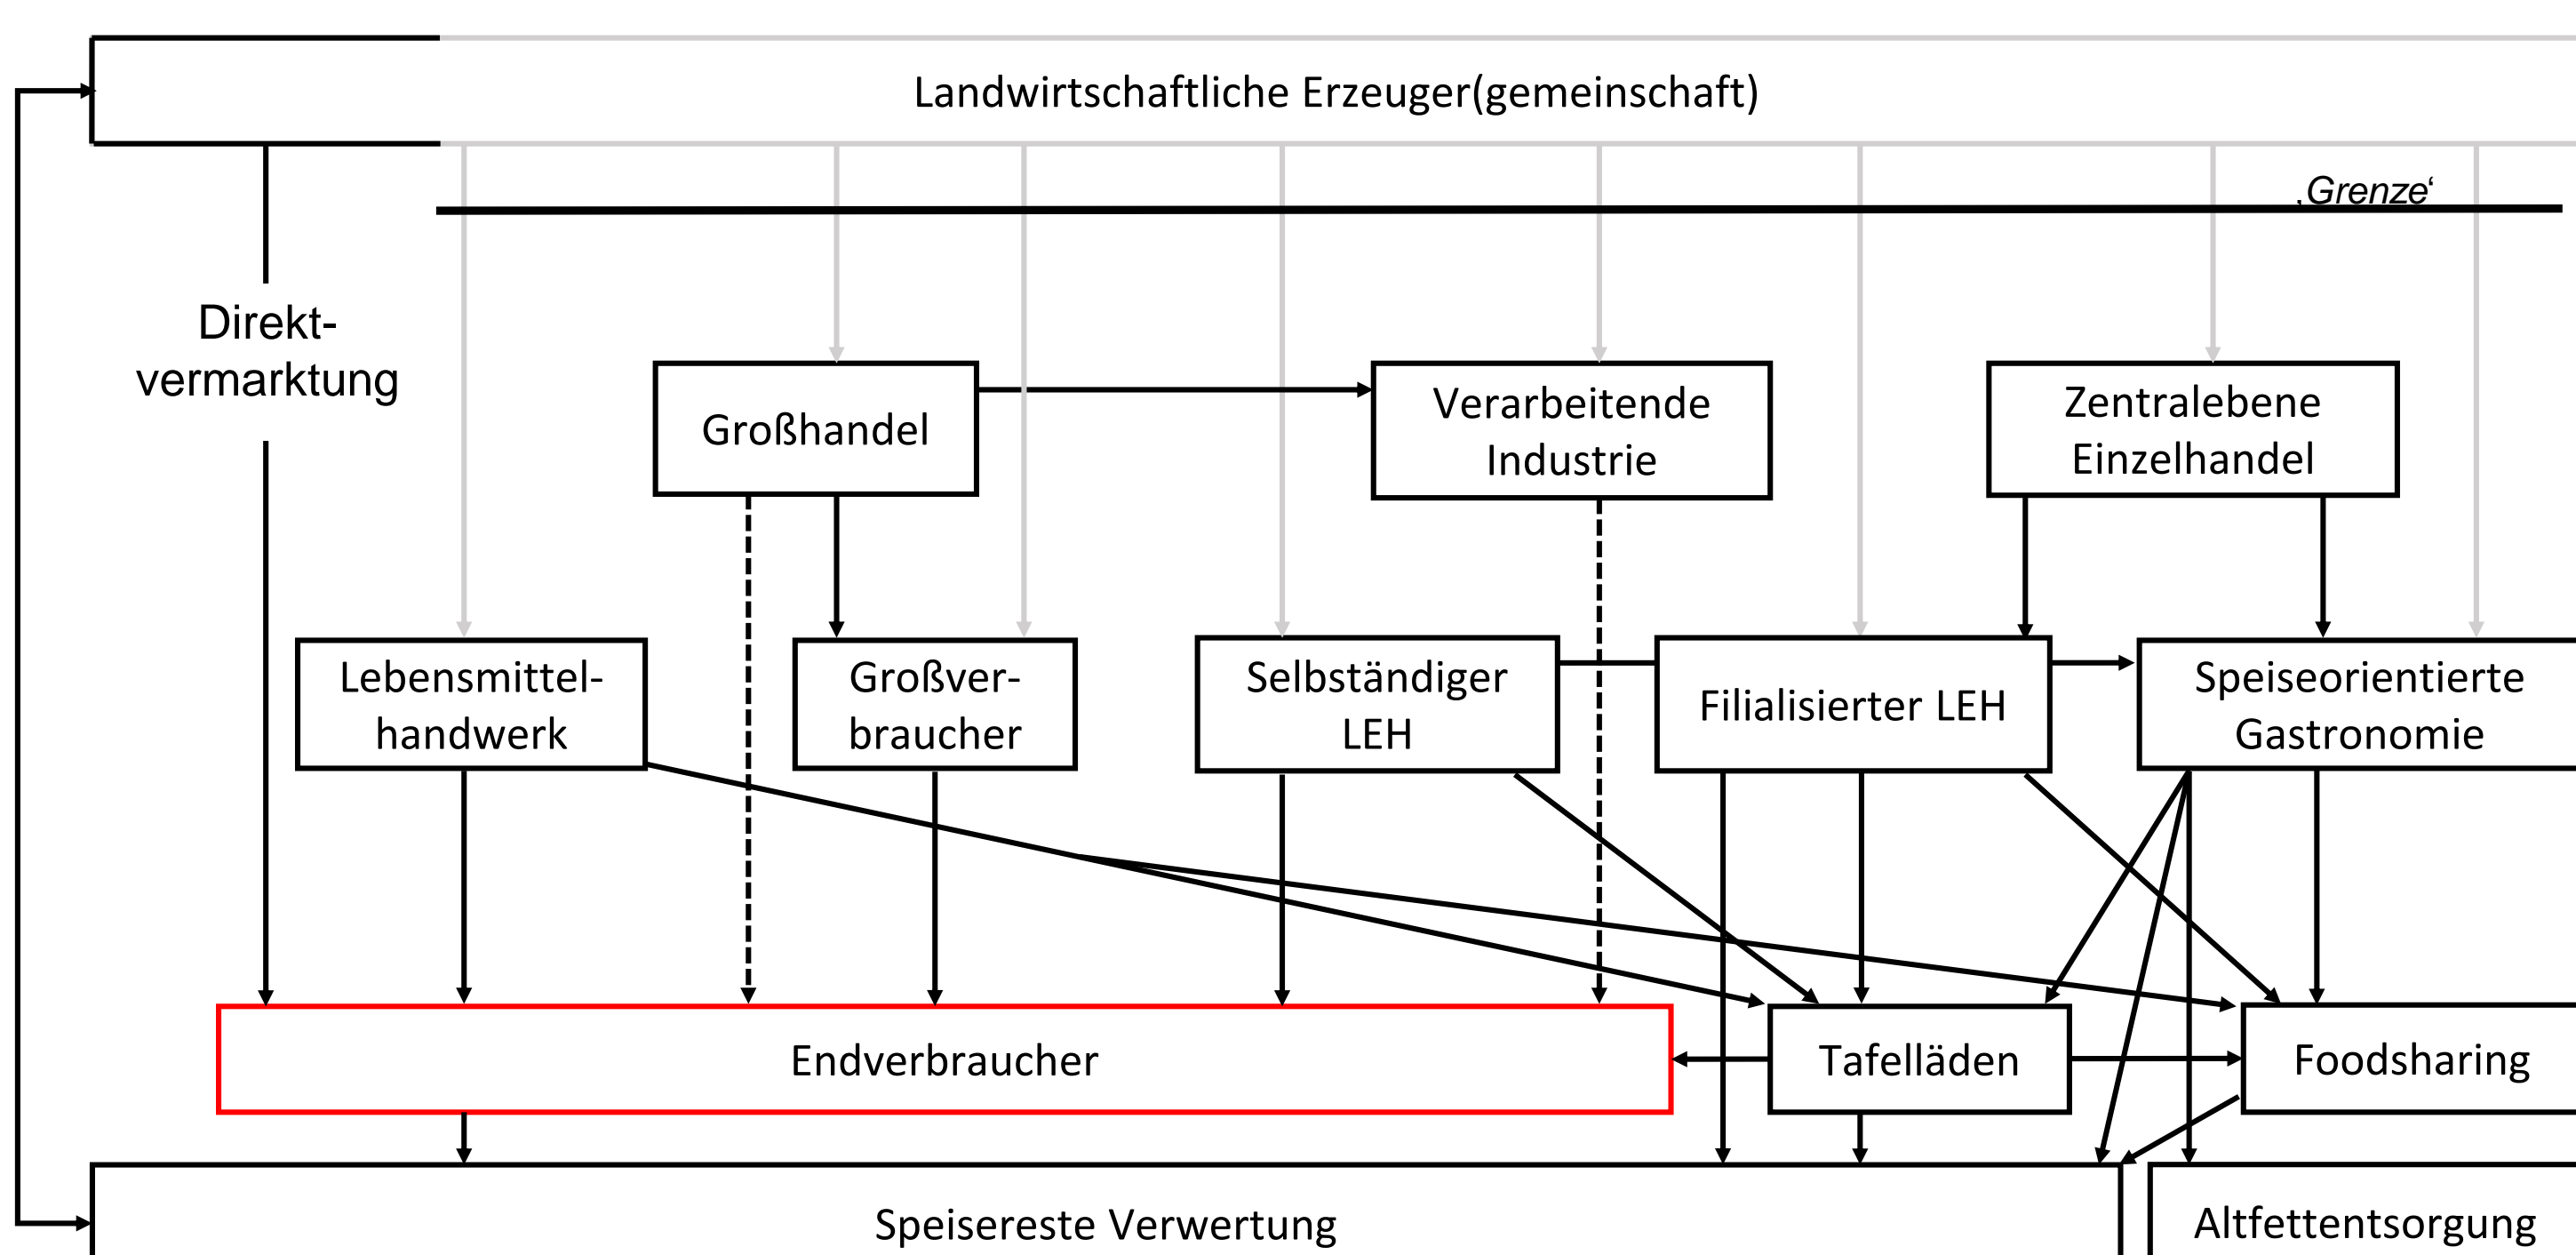 Landwirtschaftliche Erzeuger(gemeinschaft)
‚Grenze‘
Direkt-
vermarktung
Großhandel
Verarbeitende
Industrie
Zentralebene
Einzelhandel
Lebensmittel-
handwerk
Großver-
braucher
Selbständiger
LEH
Filialisierter LEH
Speiseorientierte
Gastronomie
Endverbraucher
Tafelläden
Foodsharing
Speisereste Verwertung
Altfettentsorgung